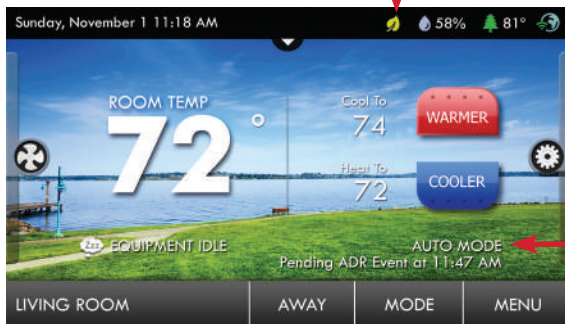 Sunday, November 1 11:18 AM
58%
81°
ROOM TEMP
72°
Cool To
74
WARMER
Heat To
72
COOLER
Zzz
EQUIPMENT IDLE
AUTO MODE
Pending ADR Event at 11:47 AM
LIVING ROOM
AWAY
MODE
MENU